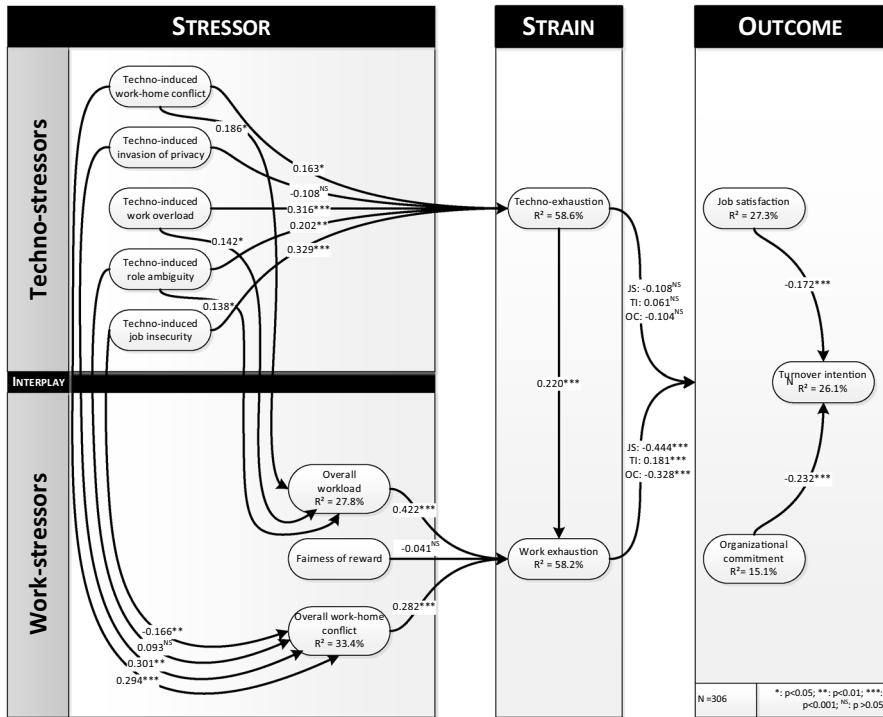 STRESSOR
STRAIN
OUTCOME
Techno-stressors
Techno-induced
work-home conflict
0.186*
Techno-induced
invasion of privacy
0.163*
-0.108NS
Techno-induced
work overload
0.316***
0.202**
0.142*
0.329***
Techno-induced
role ambiguity
0.138*
Techno-induced
job insecurity
Techno-exhaustion
R² = 58.6%
Job satisfaction
R² = 27.3%
JS: -0.108NS
TI: 0.061NS
OC: -0.104NS
-0.172***
INTERPLAY
0.220***
N
Turnover intention
R² = 26.1%
Work-stressors
Overall
workload
R² = 27.8%
0.422***
JS: -0.444***
TI: 0.181***
OC: -0.328***
-0.232***
Fairness of reward
-0.041NS
Work exhaustion
R² = 58.2%
Organizational
commitment
R²= 15.1%
0.282***
Overall work-home
conflict
R² = 33.4%
-0.166**
0.093NS
0.301**
0.294***
N =306
*: p<0.05; **: p<0.01; ***:
p<0.001; NS: p >0.05